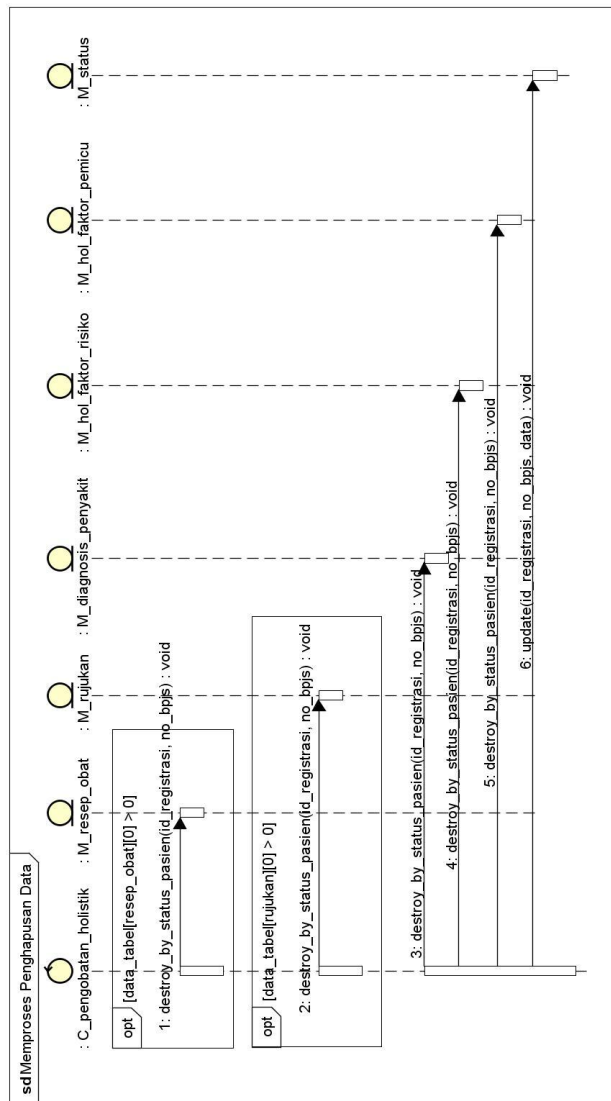 sd Memproses Penghapusan Data
: C_pengobatan_holistik
: M_resep_obat
: M_rujukan
: M_diagnosis_penyakit
: M_hol_faktor_risiko
: M_hol_faktor_pemicu
: M_status
opt
[data_tabel[resep_obat][0] > 0]
1: destroy_by_status_pasien(id_registrasi, no_bpjs) : void
opt
[data_tabel[rujukan][0] > 0]
2: destroy_by_status_pasien(id_registrasi, no_bpjs) : void
3: destroy_by_status_pasien(id_registrasi, no_bpjs) : void
4: destroy_by_status_pasien(id_registrasi, no_bpjs) : void
5: destroy_by_status_pasien(id_registrasi, no_bpjs) : void
6: update(id_registrasi, no_bpjs, data) : void